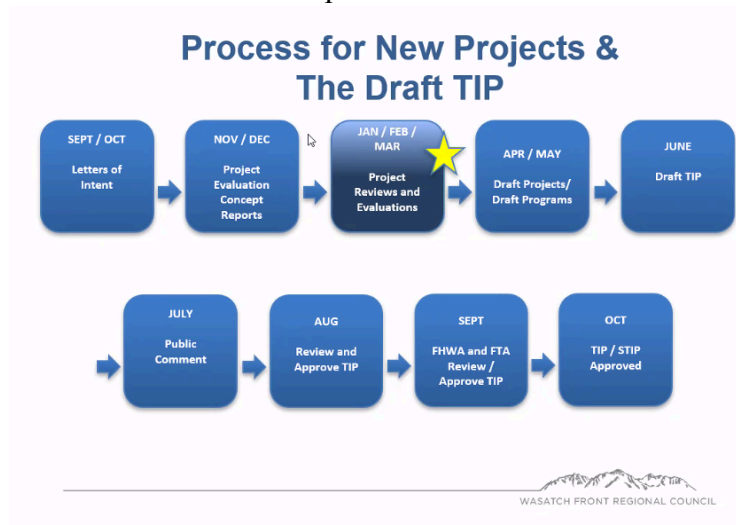 Process for New Projects &
The Draft TIP
SEPT / OCT
Letters of
Intent
NOV / DEC
Project
Evaluation
Concept
Reports
JAN / FEB /
MAR
Project
Reviews and
Evaluations
APR / MAY
Draft Projects/
Draft Programs
JUNE
Draft TIP
JULY
Public
Comment
AUG
Review and
Approve TIP
SEPT
FHWA and FTA
Review /
Approve TIP
OCT
TIP / STIP
Approved
WASATCH FRONT REGIONAL COUNCIL